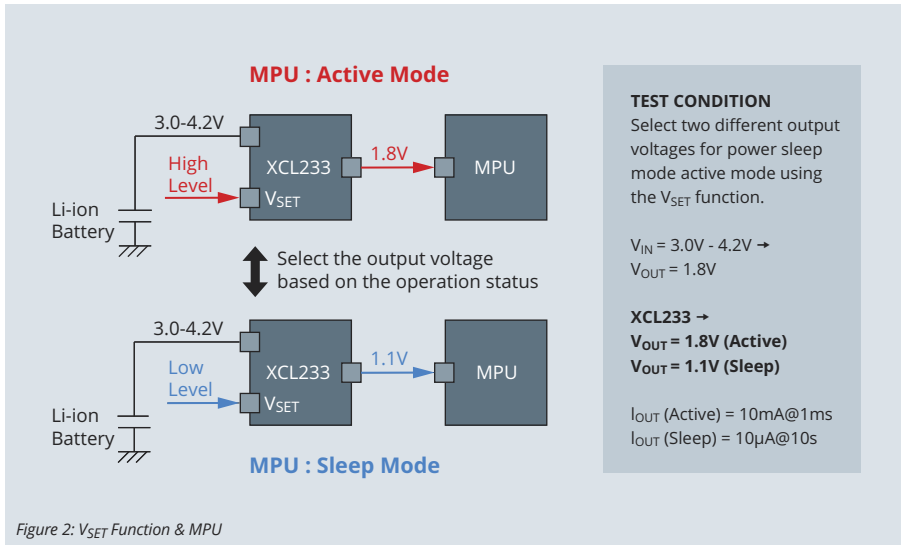 MPU : Active Mode
3.0-4.2V
High
Level
XCL233
VSET
1.8V
MPU
Li-ion
Battery
Select the output voltage
based on the operation status
3.0-4.2V
Low
Level
XCL233
VSET
1.1V
MPU
Li-ion
Battery
MPU : Sleep Mode
TEST CONDITION
Select two different output
voltages for power sleep
mode active mode using
the VSET function.
VIN = 3.0V - 4.2V →
VOUT = 1.8V
XCL233 →
VOUT = 1.8V (Active)
VOUT = 1.1V (Sleep)
IOUT (Active) = 10mA@1ms
IOUT (Sleep) = 10μA@10s
Figure 2: VSET Function & MPU